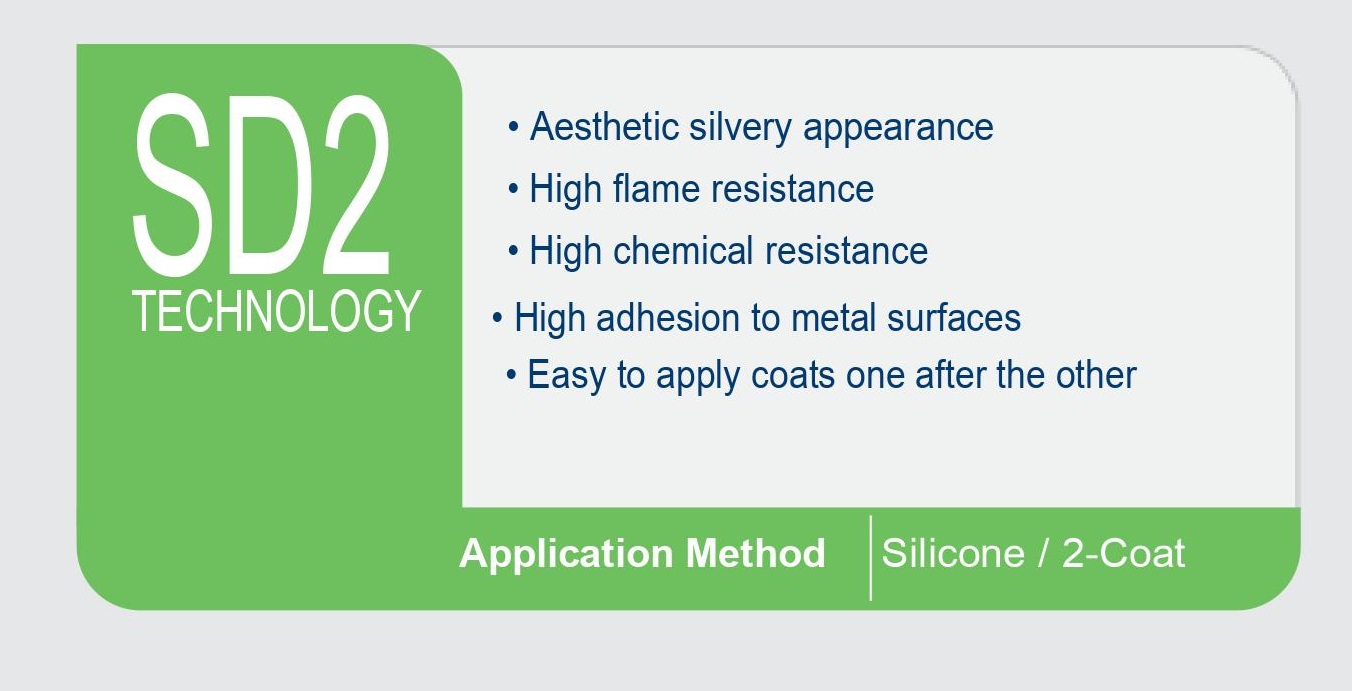 SD2
TECHNOLOGY
• Aesthetic silvery appearance
• High flame resistance
• High chemical resistance
• High adhesion to metal surfaces
• Easy to apply coats one after the other
Application Method Silicone / 2-Coat